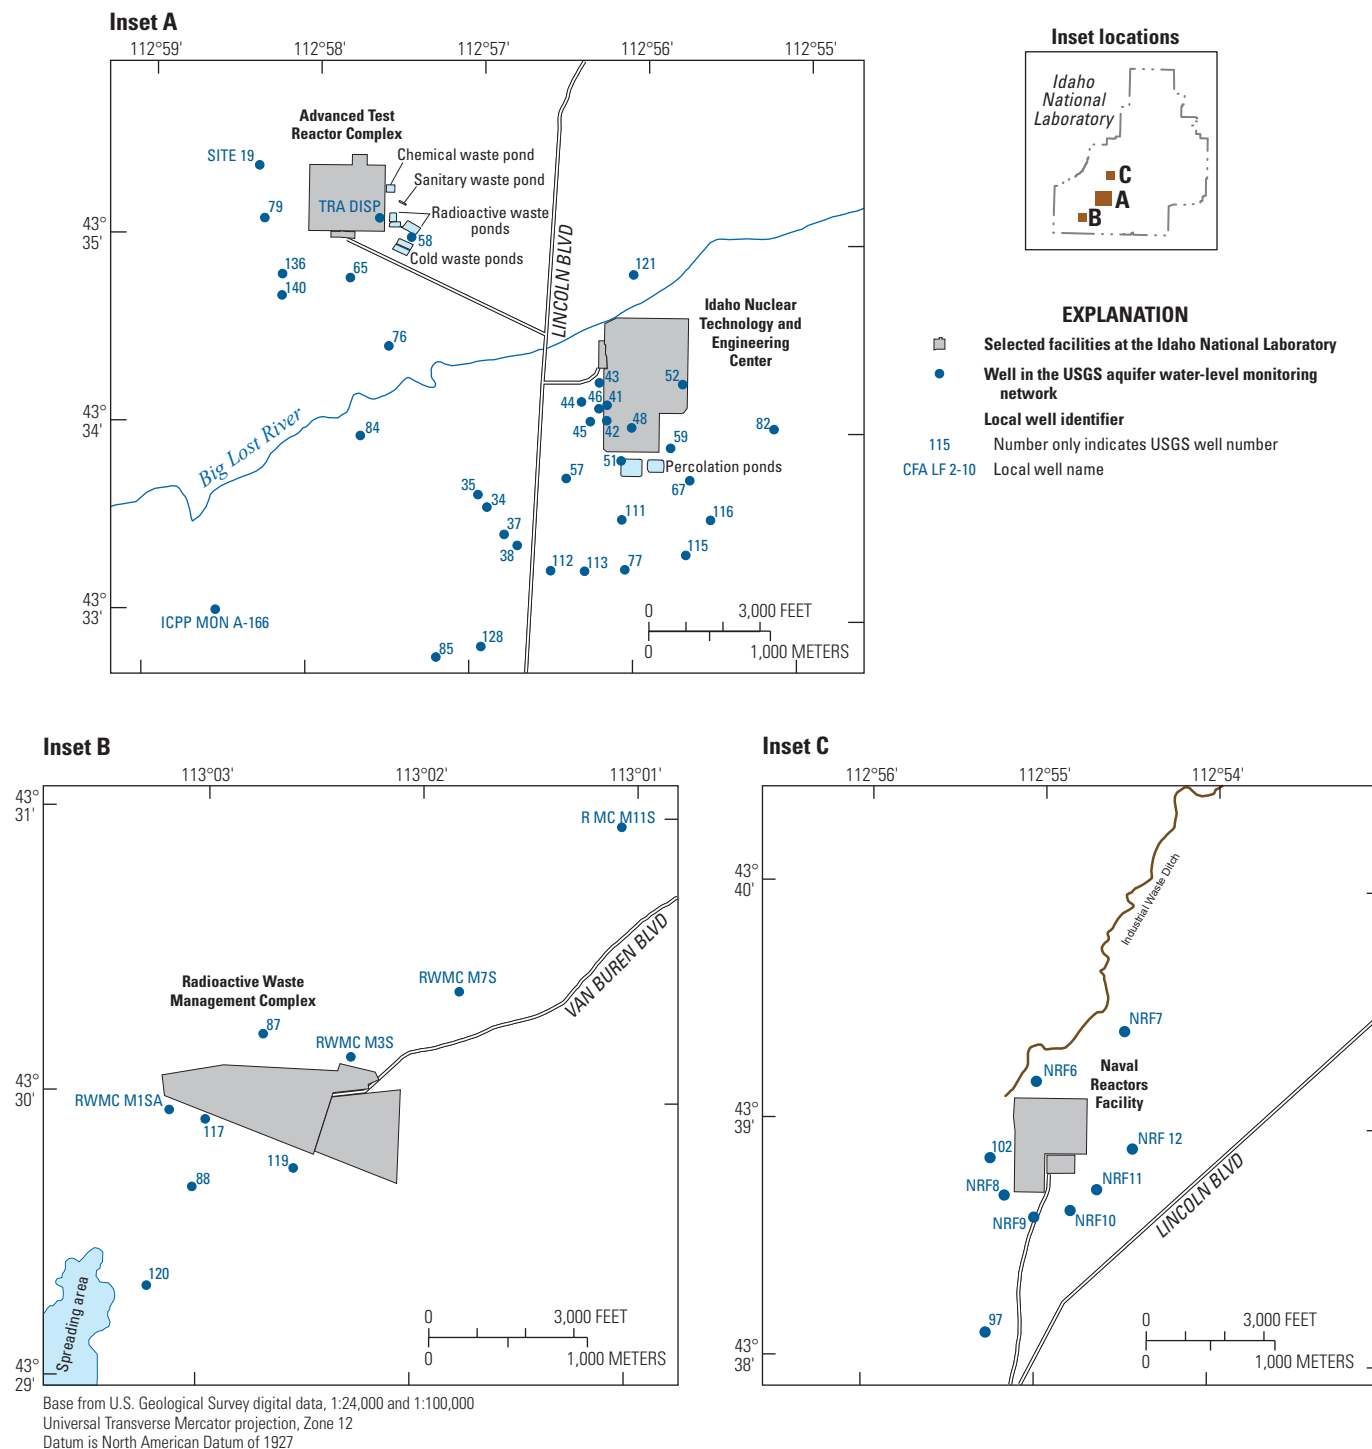 Inset A
112°59'
112°58'
112°57'
112°56'
112°55'
Inset locations
Idaho
National
Laboratory
C
A
B
Advanced Test
Reactor Complex
Chemical waste pond
Sanitary waste pond
SITE 19
79
TRA DISP
Radioactive waste
ponds
58
Cold waste ponds
43°
35'
136
140
65
76
LINCOLN BLVD
121
Idaho Nuclear
Technology and
Engineering
Center
EXPLANATION
Selected facilities at the Idaho National Laboratory
Well in the USGS aquifer water-level monitoring
network
Local well identifier
115 Number only indicates USGS well number
CFA LF 2-10 Local well name
43
52
44
46
41
45
42
48
59
82
43°
34'
84
Big Lost River
51
Percolation ponds
57
67
35
34
37
38
111
116
115
112
113
77
43°
33'
ICPP MON A-166
85
128
0 3,000 FEET
0 1,000 METERS
Inset B
113°03'
113°02'
113°01'
43°
31'
R MC M11S
Radioactive Waste
Management Complex
RWMC M7S
VAN BUREN BLVD
87
RWMC M3S
43°
30'
RWMC M1SA
117
119
88
120
Spreading area
43°
29'
0 3,000 FEET
0 1,000 METERS
Inset C
112°56'
112°55'
112°54'
43°
40'
Industrial Waste Ditch
NRF7
NRF6
Naval
Reactors
Facility
43°
39'
102
NRF 12
NRF8
NRF11
NRF9
NRF10
LINCOLN BLVD
97
43°
38'
0 3,000 FEET
0 1,000 METERS
Base from U.S. Geological Survey digital data, 1:24,000 and 1:100,000
Universal Transverse Mercator projection, Zone 12
Datum is North American Datum of 1927